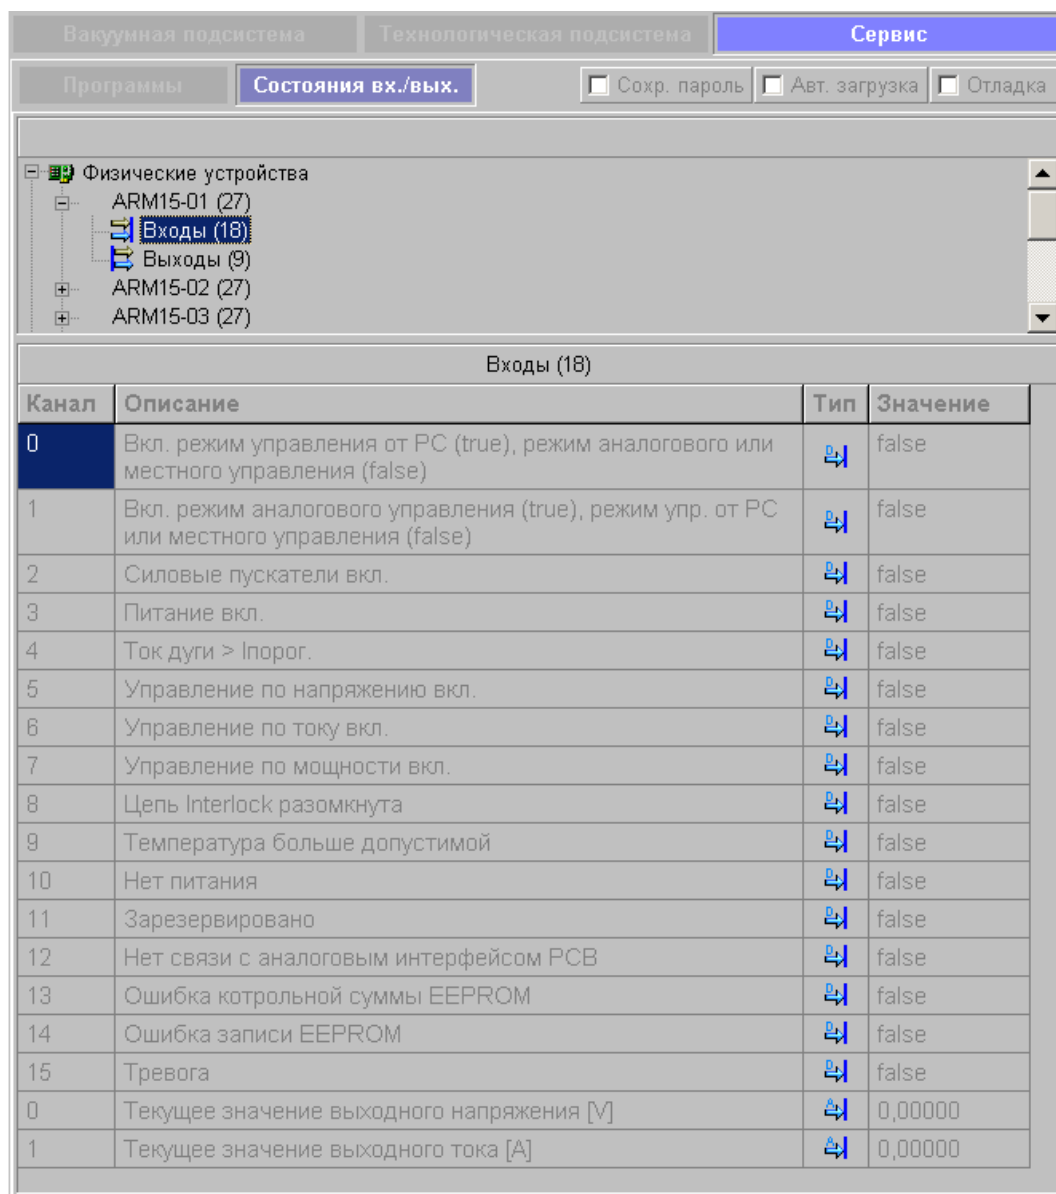 Вакуумная подсистема Технологическая подсистема Сервис
Программы Состояния вх./вых. Сохр. пароль Авт. загрузка Отладка
Физические устройства
ARM15-01 (27)
Входы (18)
Выходы (9)
ARM15-02 (27)
ARM15-03 (27)
Входы (18)
Канал Описание Тип Значение
0 Вкл. режим управления от PC (true), режим аналогового или false
местного управления (false)
1 Вкл. режим аналогового управления (true), режим упр. от PC false
или местного управления (false)
2 Силовые пускатели вкл. false
3 Питание вкл. false
4 Ток дуги > Iпорог. false
5 Управление по напряжению вкл. false
6 Управление по току вкл. false
7 Управление по мощности вкл. false
8 Цепь Interlock разомкнута false
9 Температура больше допустимой false
10 Нет питания false
11 Зарезервировано false
12 Нет связи с аналоговым интерфейсом PCB false
13 Ошибка котрольной суммы EEPROM false
14 Ошибка записи EEPROM false
15 Тревога false
0 Текущее значение выходного напряжения [V] 0,00000
1 Текущее значение выходного тока [A] 0,00000